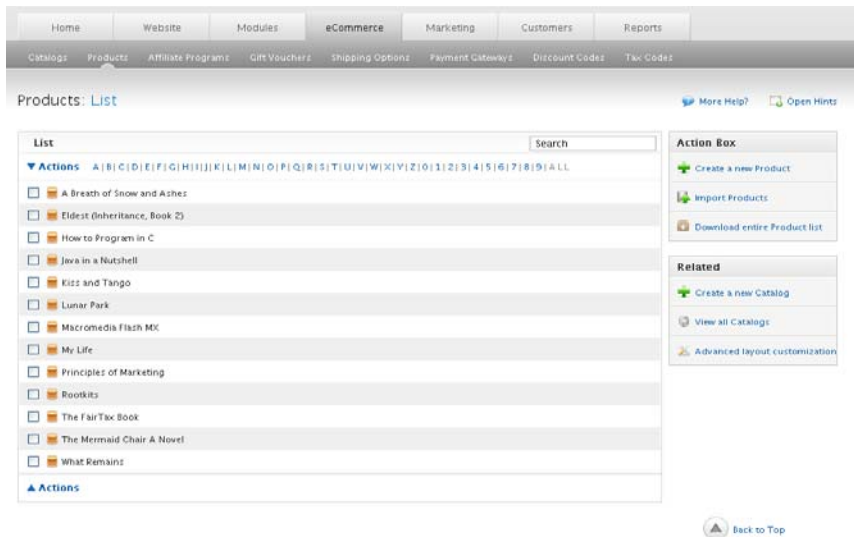 Home Website Modules eCommerce Marketing Customers Reports
Catalogs Products Affiliate Programs Gift Vouchers Shipping Options Payment Gateways Discount Codes Tax Codes
Products: List
More Help? Open Hints
List Search
Actions A|B|C|D|E|F|G|H|I|J|K|L|M|N|O|P|Q|R|S|T|U|V|W|X|Y|Z|0|1|2|3|4|5|6|7|8|9|ALL
A Breath of Snow and Ashes
Eldest (Inheritance, Book 2)
How to Program in C
Java in a Nutshell
Kiss and Tango
Lunar Park
Macromedia Flash MX
My Life
Principles of Marketing
Rootkits
The FairTax Book
The Mermaid Chair A Novel
What Remains
Actions
Action Box
Create a new Product
Import Products
Download entire Product list
Related
Create a new Catalog
View all Catalogs
Advanced layout customization
Back to Top